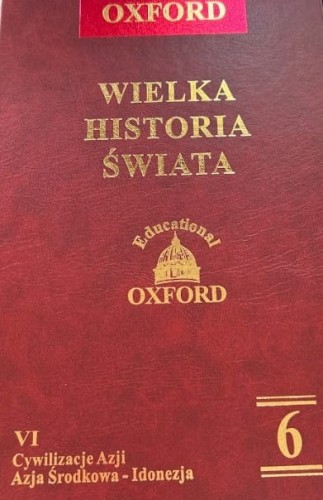 OXFORD
WIELKA
HISTORIA
ŚWIATA
Educational
OXFORD
VI
Cywilizacje Azji
Azja Środkowa - Idonezja
6